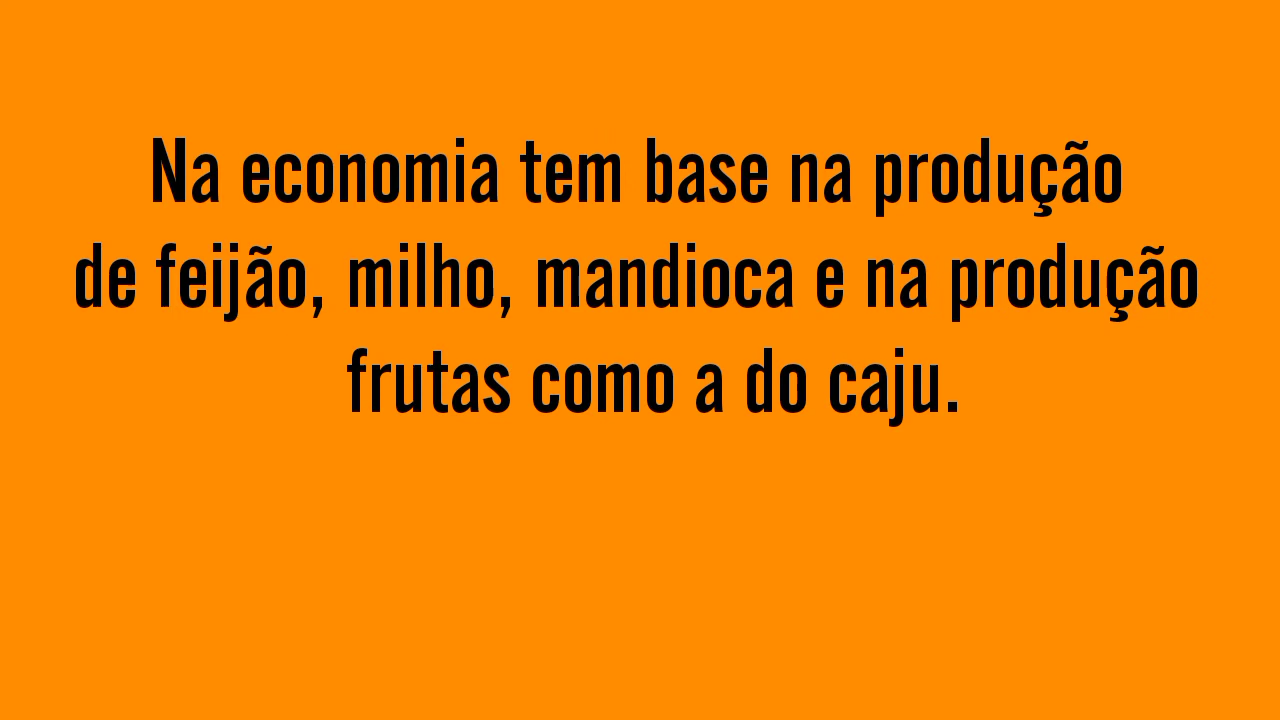 Na economia tem base na produção
de feijão, milho, mandioca e na produção
frutas como a do caju.